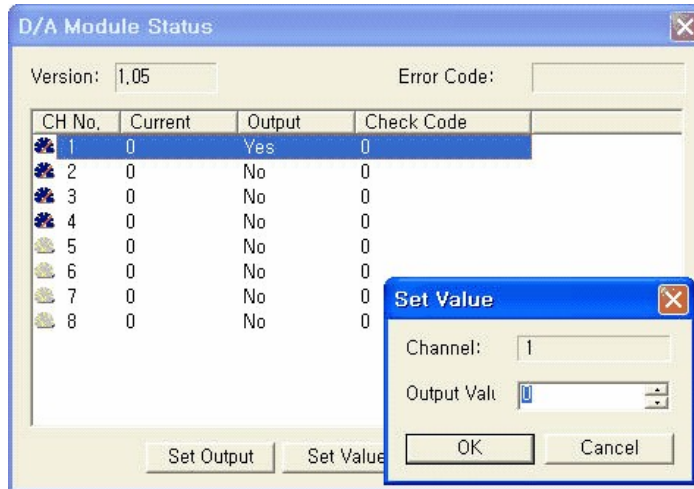 D/A Module Status
Version: 1,05 Error Code:
CH No, Current Output Check Code
1 0 Yes 0
2 0 No 0
3 0 No 0
4 0 No 0
5 0 No 0
6 0 No 0
7 0 No 0
8 0 No 0
Set Output Set Value
Set Value
Channel: 1
Output Valu 0
OK Cancel